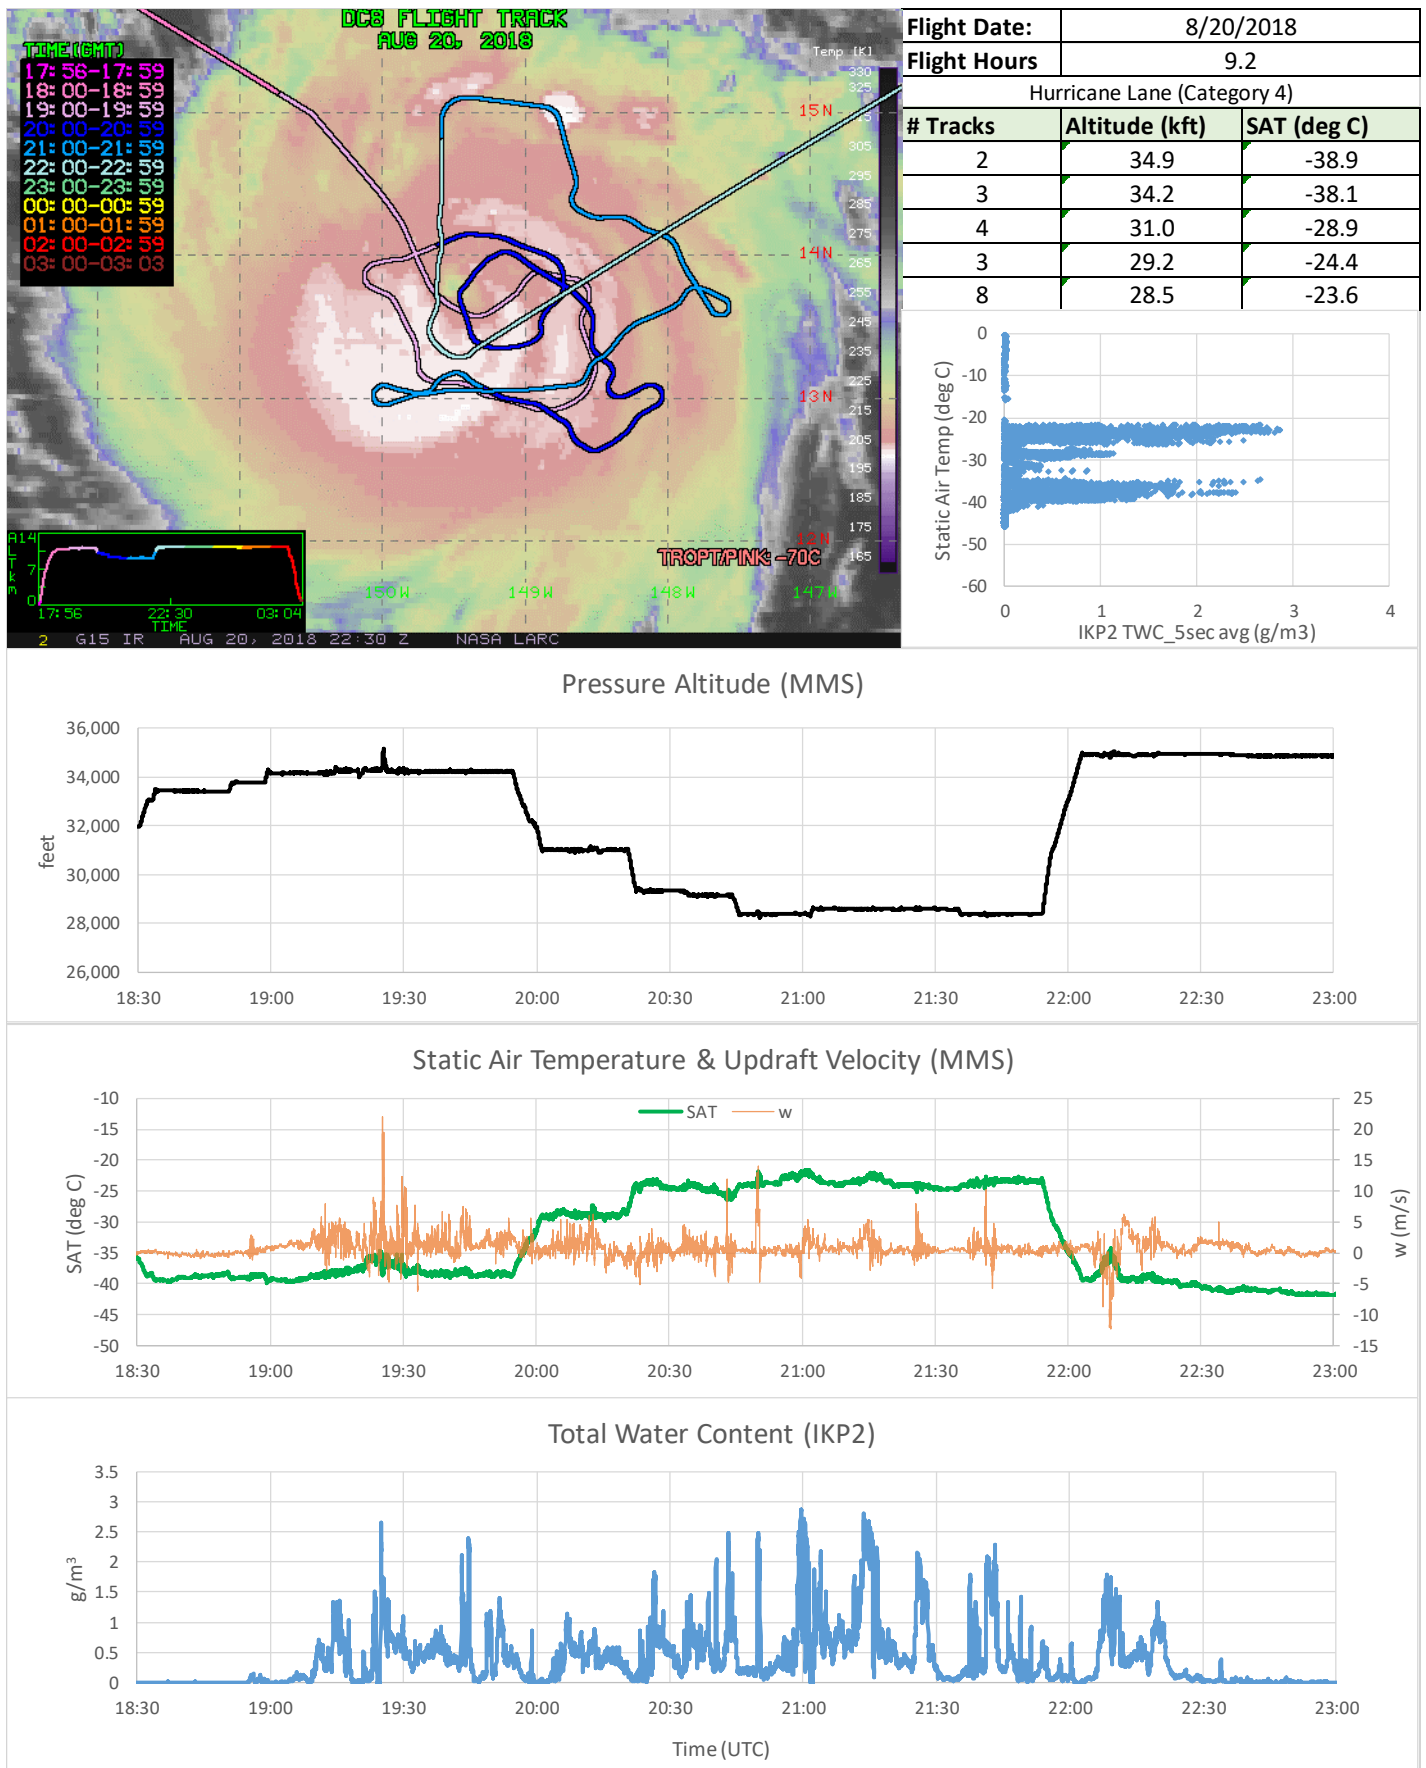 DC8 FLIGHT TRACK
AUG 20, 2018
TIME(GMT)
17:56-17:59
18:00-18:59
19:00-19:59
20:00-20:59
21:00-21:59
22:00-22:59
23:00-23:59
00:00-00:59
01:00-01:59
02:00-02:59
03:00-03:03
Temp [K]
330
325
305
295
285
275
265
255
245
235
225
215
205
195
185
175
165
15N
14N
13N
12N
150W
149W
148W
147W
TROPT/PINK: -70C
ALT km
14
7
0
17:56
22:30
03:04
TIME
2 G15 IR AUG 20, 2018 22:30 Z NASA LARC
Flight Date: 8/20/2018
Flight Hours 9.2
Hurricane Lane (Category 4)
# Tracks Altitude (kft) SAT (deg C)
2 34.9 -38.9
3 34.2 -38.1
4 31.0 -28.9
3 29.2 -24.4
8 28.5 -23.6
Static Air Temp (deg C)
0
-10
-20
-30
-40
-50
-60
0 1 2 3 4
IKP2 TWC_5sec avg (g/m3)
Pressure Altitude (MMS)
feet
36,000
34,000
32,000
30,000
28,000
26,000
18:30 19:00 19:30 20:00 20:30 21:00 21:30 22:00 22:30 23:00
Static Air Temperature & Updraft Velocity (MMS)
SAT w
SAT (deg C)
-10
-15
-20
-25
-30
-35
-40
-45
-50
25
20
15
10
5
0
-5
-10
-15
w (m/s)
18:30 19:00 19:30 20:00 20:30 21:00 21:30 22:00 22:30 23:00
Total Water Content (IKP2)
g/m³
3.5
3
2.5
2
1.5
1
0.5
0
18:30 19:00 19:30 20:00 20:30 21:00 21:30 22:00 22:30 23:00
Time (UTC)